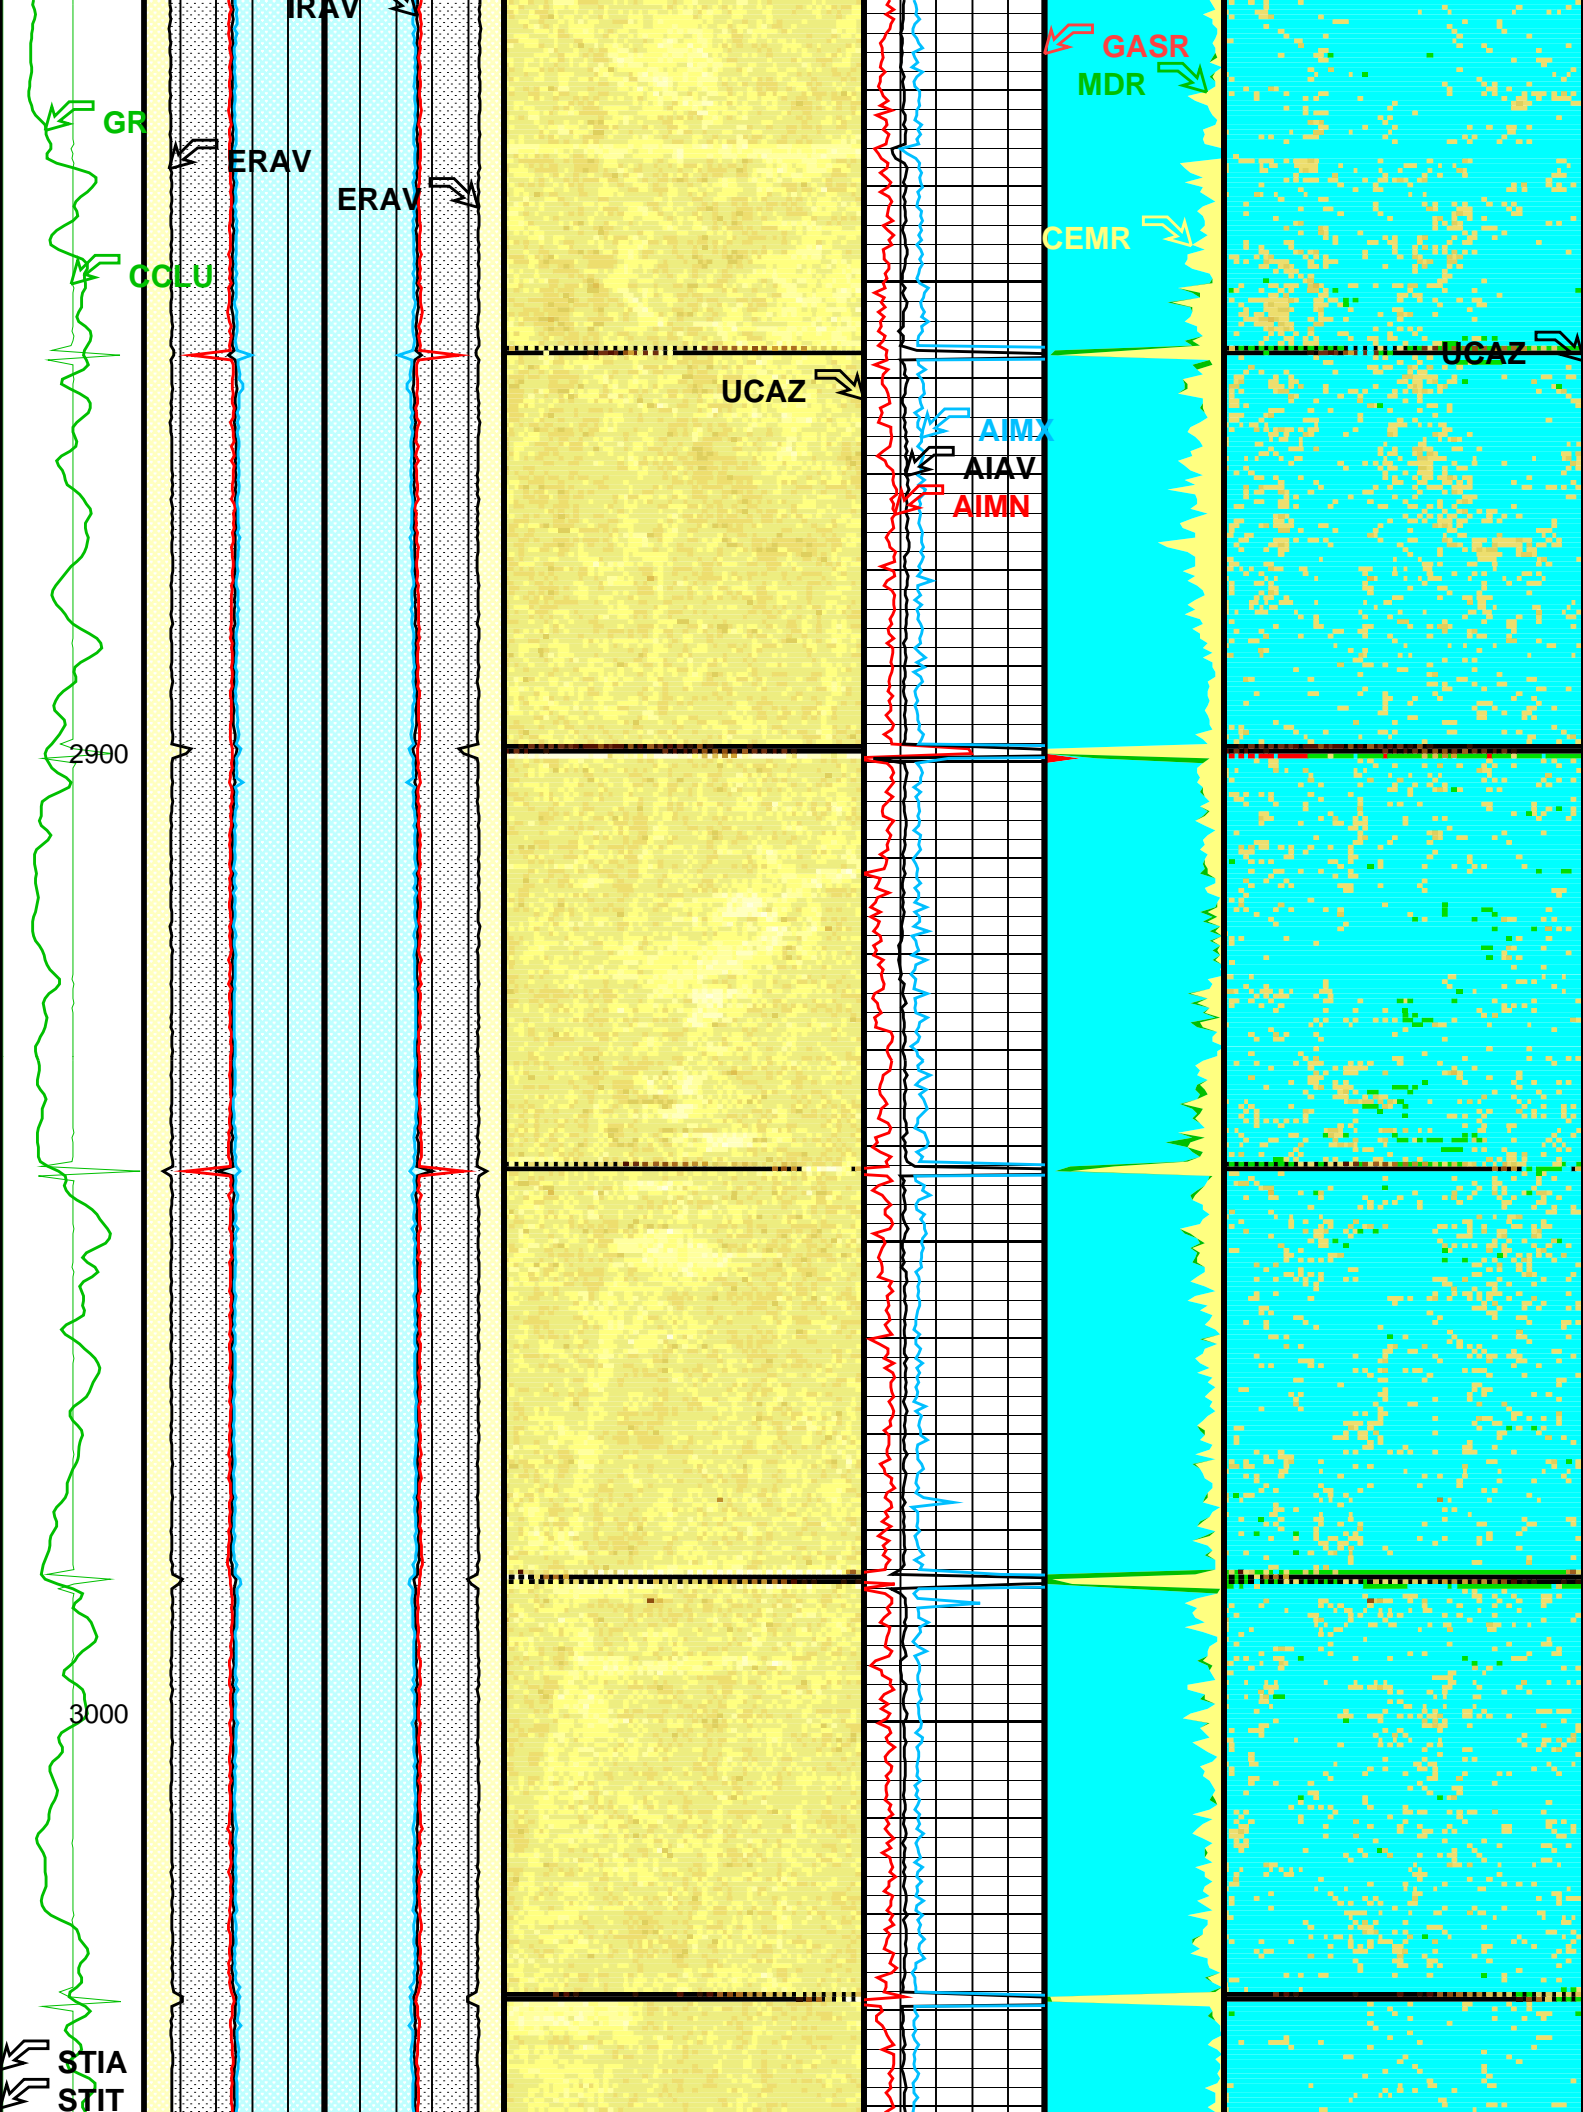 IRAV
GASR
MDR
GR
ERAV
ERAV
CEMR
CCLU
UCAZ
UCAZ
AIMX
AIAV
AIMN
2900
3000
STIA
STIT